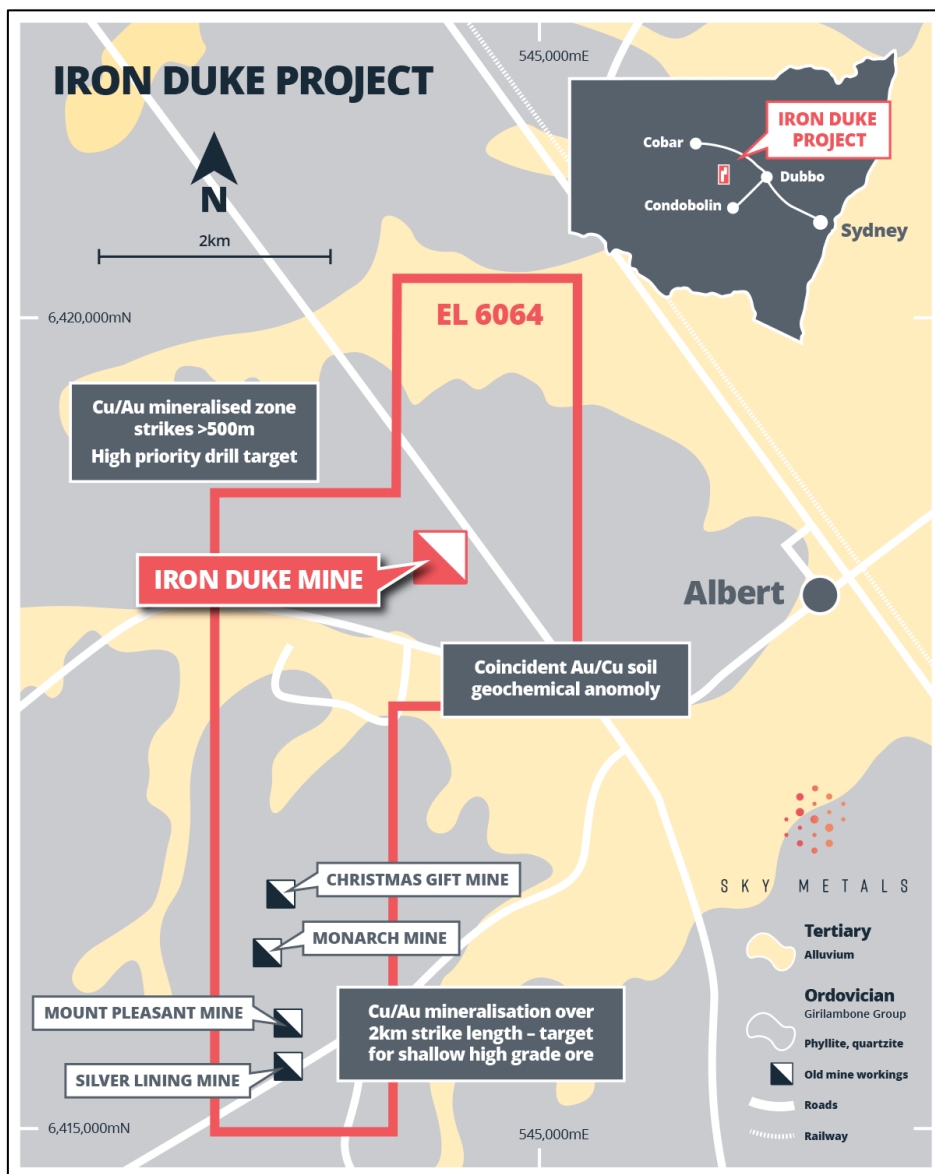 545,000mE
IRON DUKE PROJECT
IRON DUKE
PROJECT
Cobar
Dubbo
Condobolin
Sydney
N
2km
EL 6064
6,420,000mN
Cu/Au mineralised zone
strikes >500m
High priority drill target
IRON DUKE MINE
Albert
Coincident Au/Cu soil
geochemical anomoly
CHRISTMAS GIFT MINE
MONARCH MINE
MOUNT PLEASANT MINE
SILVER LINING MINE
Cu/Au mineralisation over
2km strike length – target
for shallow high grade ore
SKY METALS
Tertiary
Alluvium
Ordovician
Girilambone Group
Phyllite, quartzite
Old mine workings
Roads
Railway
6,415,000mN
545,000mE